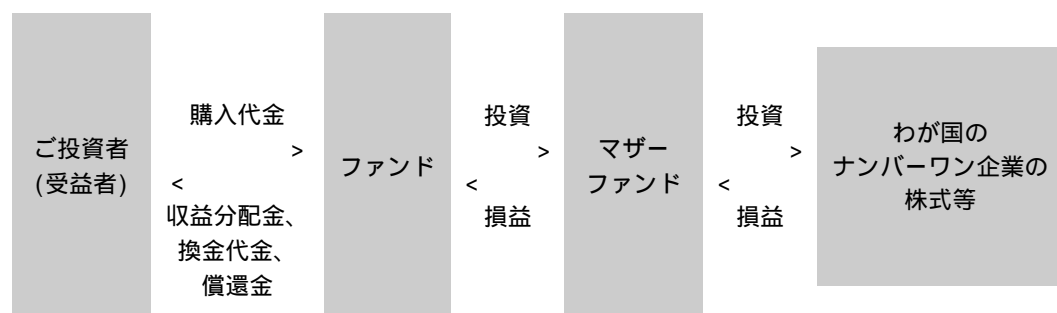 ご投資者
(受益者)
購入代金
>
<
収益分配金、
換金代金、
償還金
ファンド
投資
>
<
損益
マザー
ファンド
投資
>
<
損益
わが国の
ナンバーワン企業の
株式等